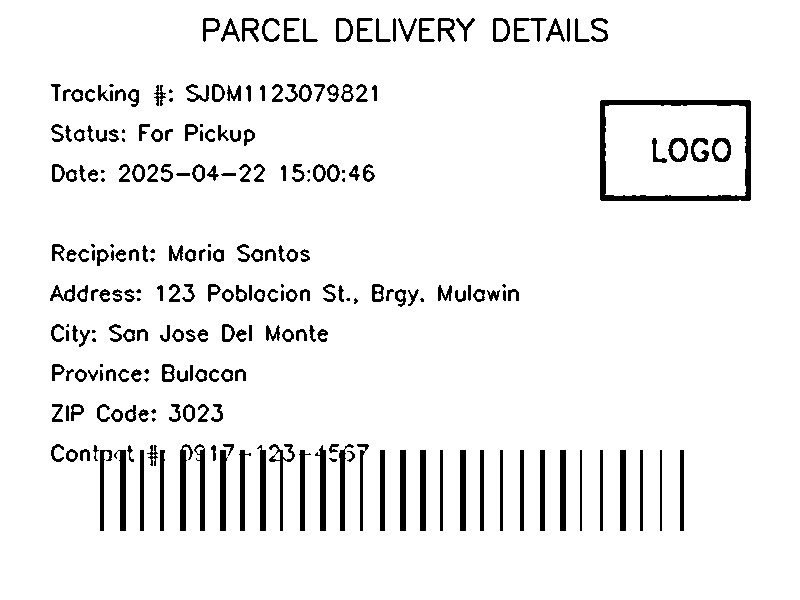 PARCEL DELIVERY DETAILS
Tracking #: SJDM1123079821
Status: For Pickup
Date: 2025-04-22 15:00:46
LOGO
Recipient: Maria Santos
Address: 123 Poblacion St., Brgy. Mulawin
City: San Jose Del Monte
Province: Bulacan
ZIP Code: 3023
Contact #: 0917-123-4567